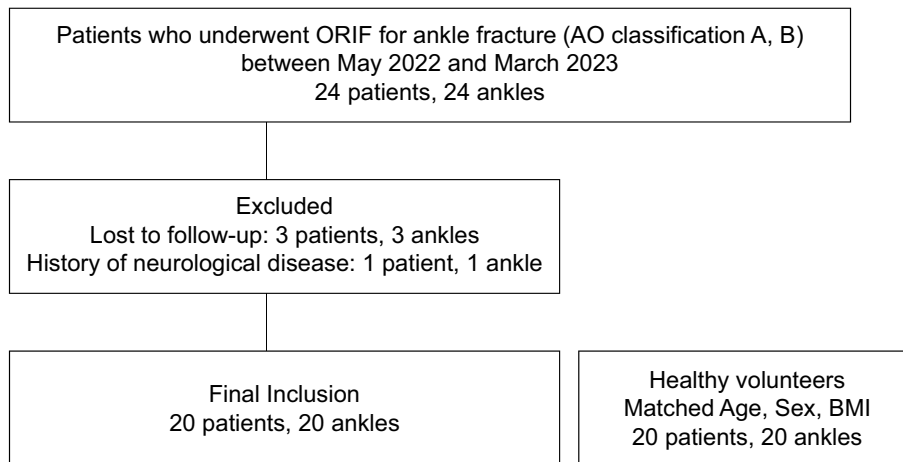 Patients who underwent ORIF for ankle fracture (AO classification A, B)
between May 2022 and March 2023
24 patients, 24 ankles
Excluded
Lost to follow-up: 3 patients, 3 ankles
History of neurological disease: 1 patient, 1 ankle
Final Inclusion
20 patients, 20 ankles
Healthy volunteers
Matched Age, Sex, BMI
20 patients, 20 ankles